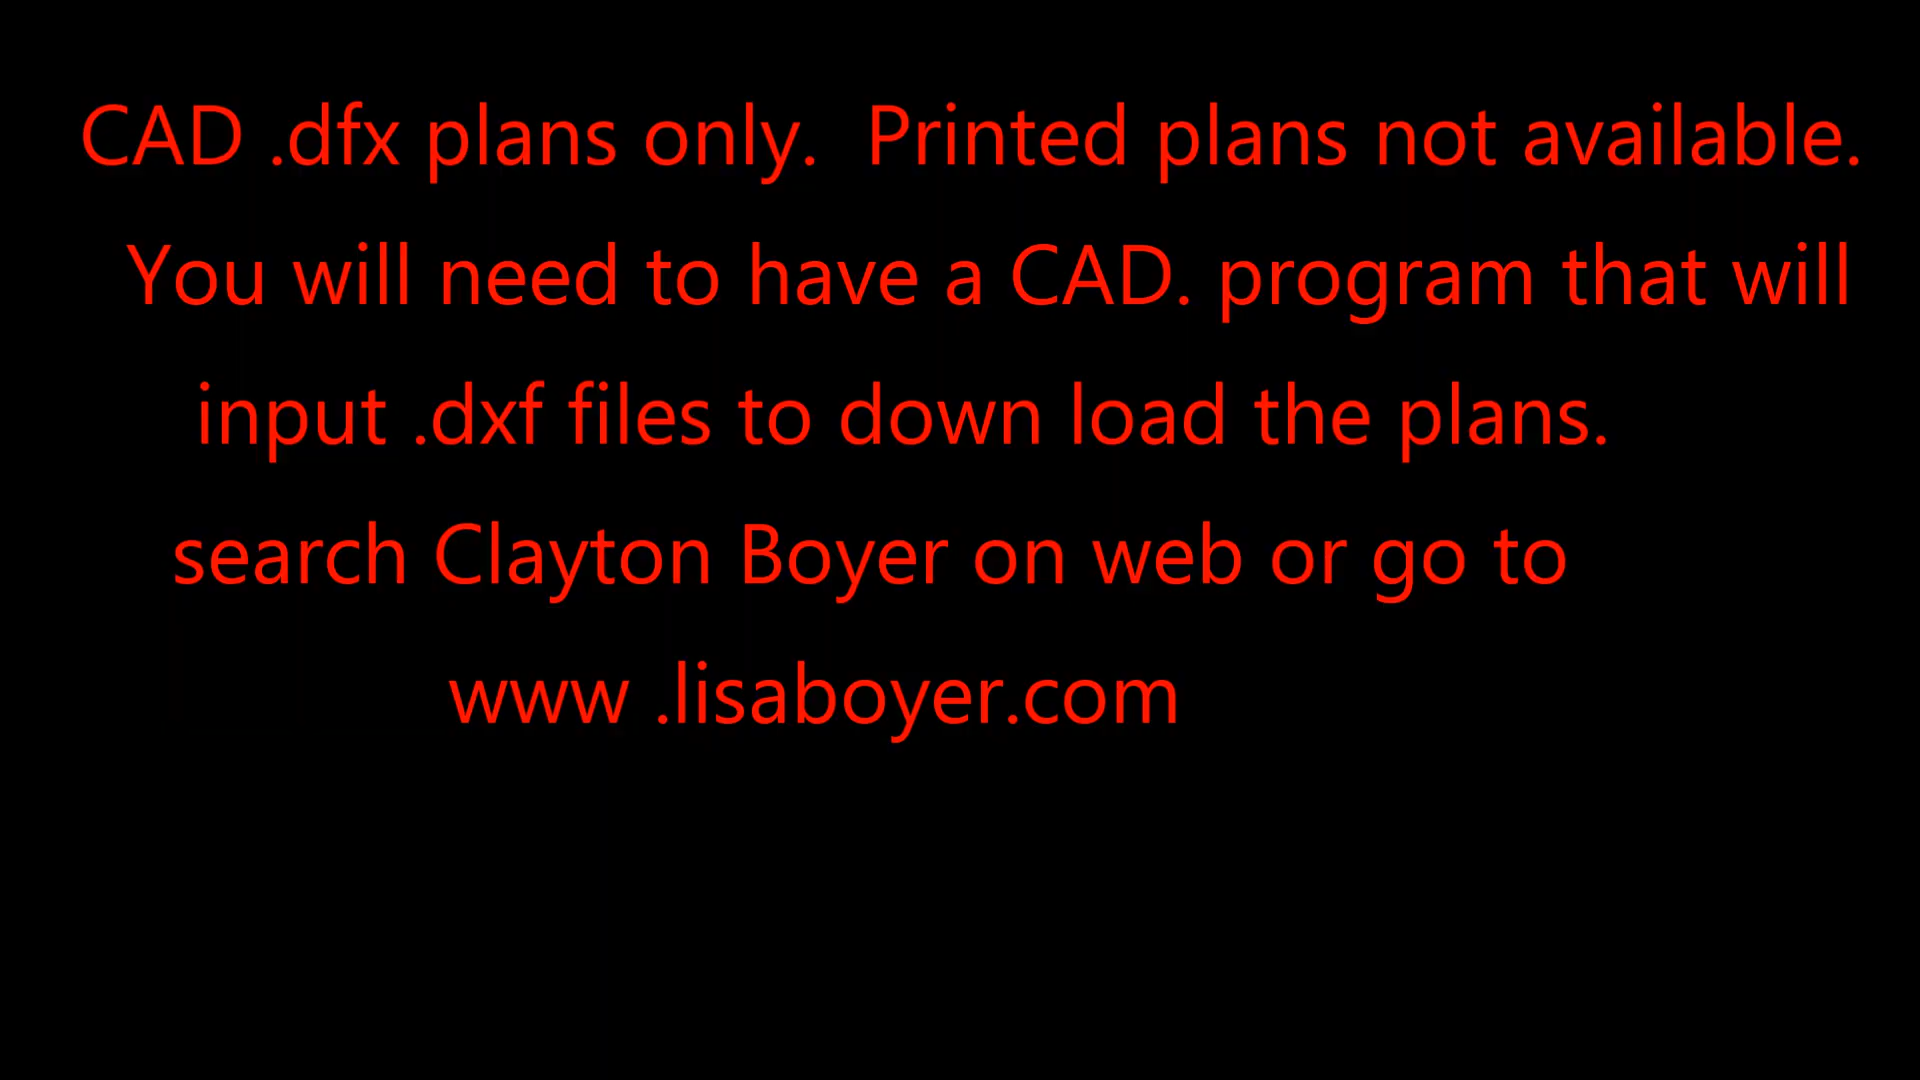 CAD .dfx plans only.  Printed plans not available.
You will need to have a CAD. program that will
input .dxf files to down load the plans.
search Clayton Boyer on web or go to
www .lisaboyer.com